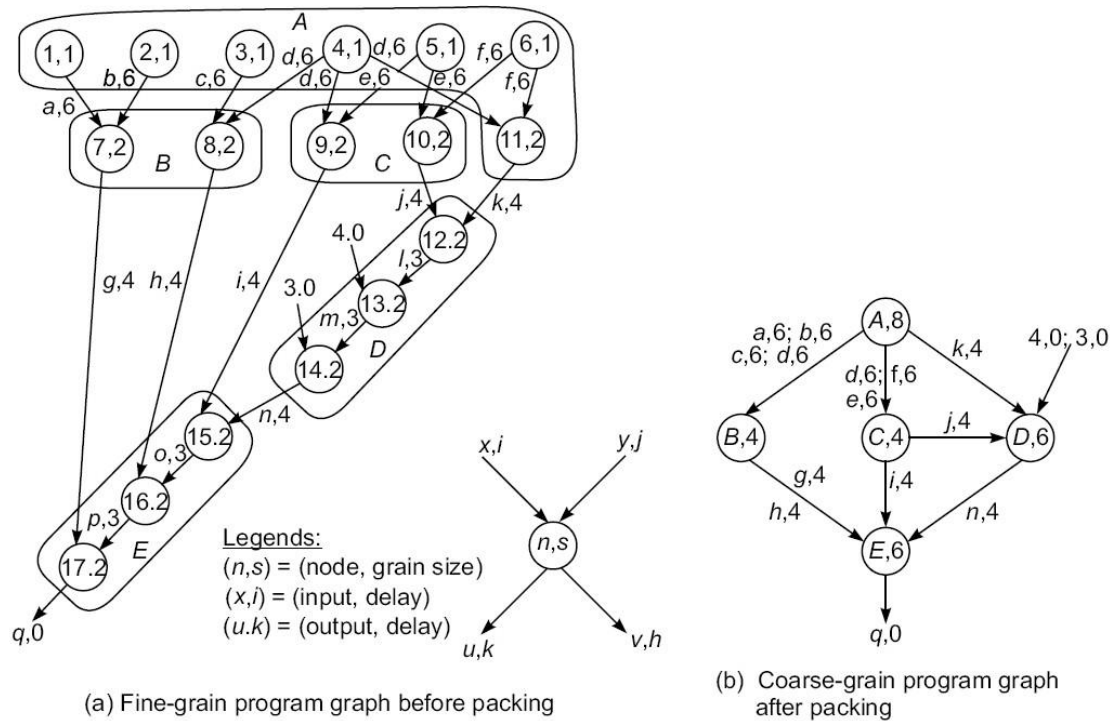 A
1,1 2,1 3,1 4,1 5,1 6,1
d,6 d,6 f,6
a,6 b,6 c,6 d,6 e,6 e,6 f,6
7,2 B 8,2 9,2 C 10,2 11,2
j,4 k,4
12.2
g,4 h,4 i,4 4.0 l,3
3.0 13.2
m,3 D
14.2
n,4
15.2
o,3
16.2
p,3 E
17.2
q,0
Legends:
(n,s) = (node, grain size)
(x,i) = (input, delay)
(u.k) = (output, delay)
x,i y,j
n,s
u,k v,h
(a) Fine-grain program graph before packing
A,8
a,6; b,6
c,6; d,6
k,4
4,0; 3,0
d,6; f,6
e,6
B,4 C,4 j,4 D,6
g,4
h,4 i,4 n,4
E,6
q,0
(b) Coarse-grain program graph
after packing